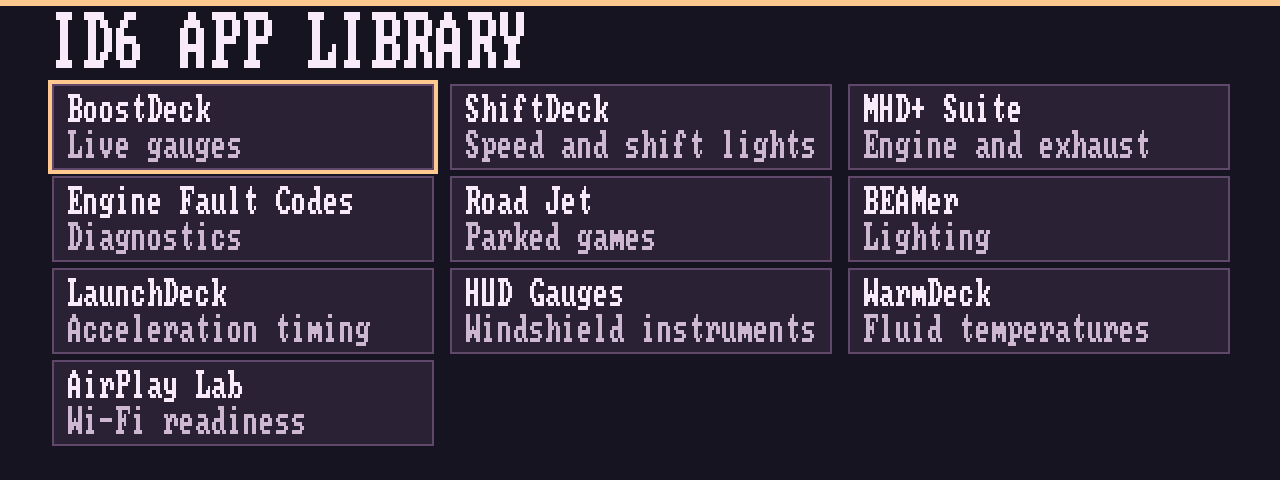 ID6 APP LIBRARY
BoostDeck
Live gauges
ShiftDeck
Speed and shift lights
MHD+ Suite
Engine and exhaust
Engine Fault Codes
Diagnostics
Road Jet
Parked games
BEAMer
Lighting
LaunchDeck
Acceleration timing
HUD Gauges
Windshield instruments
WarmDeck
Fluid temperatures
AirPlay Lab
Wi-Fi readiness